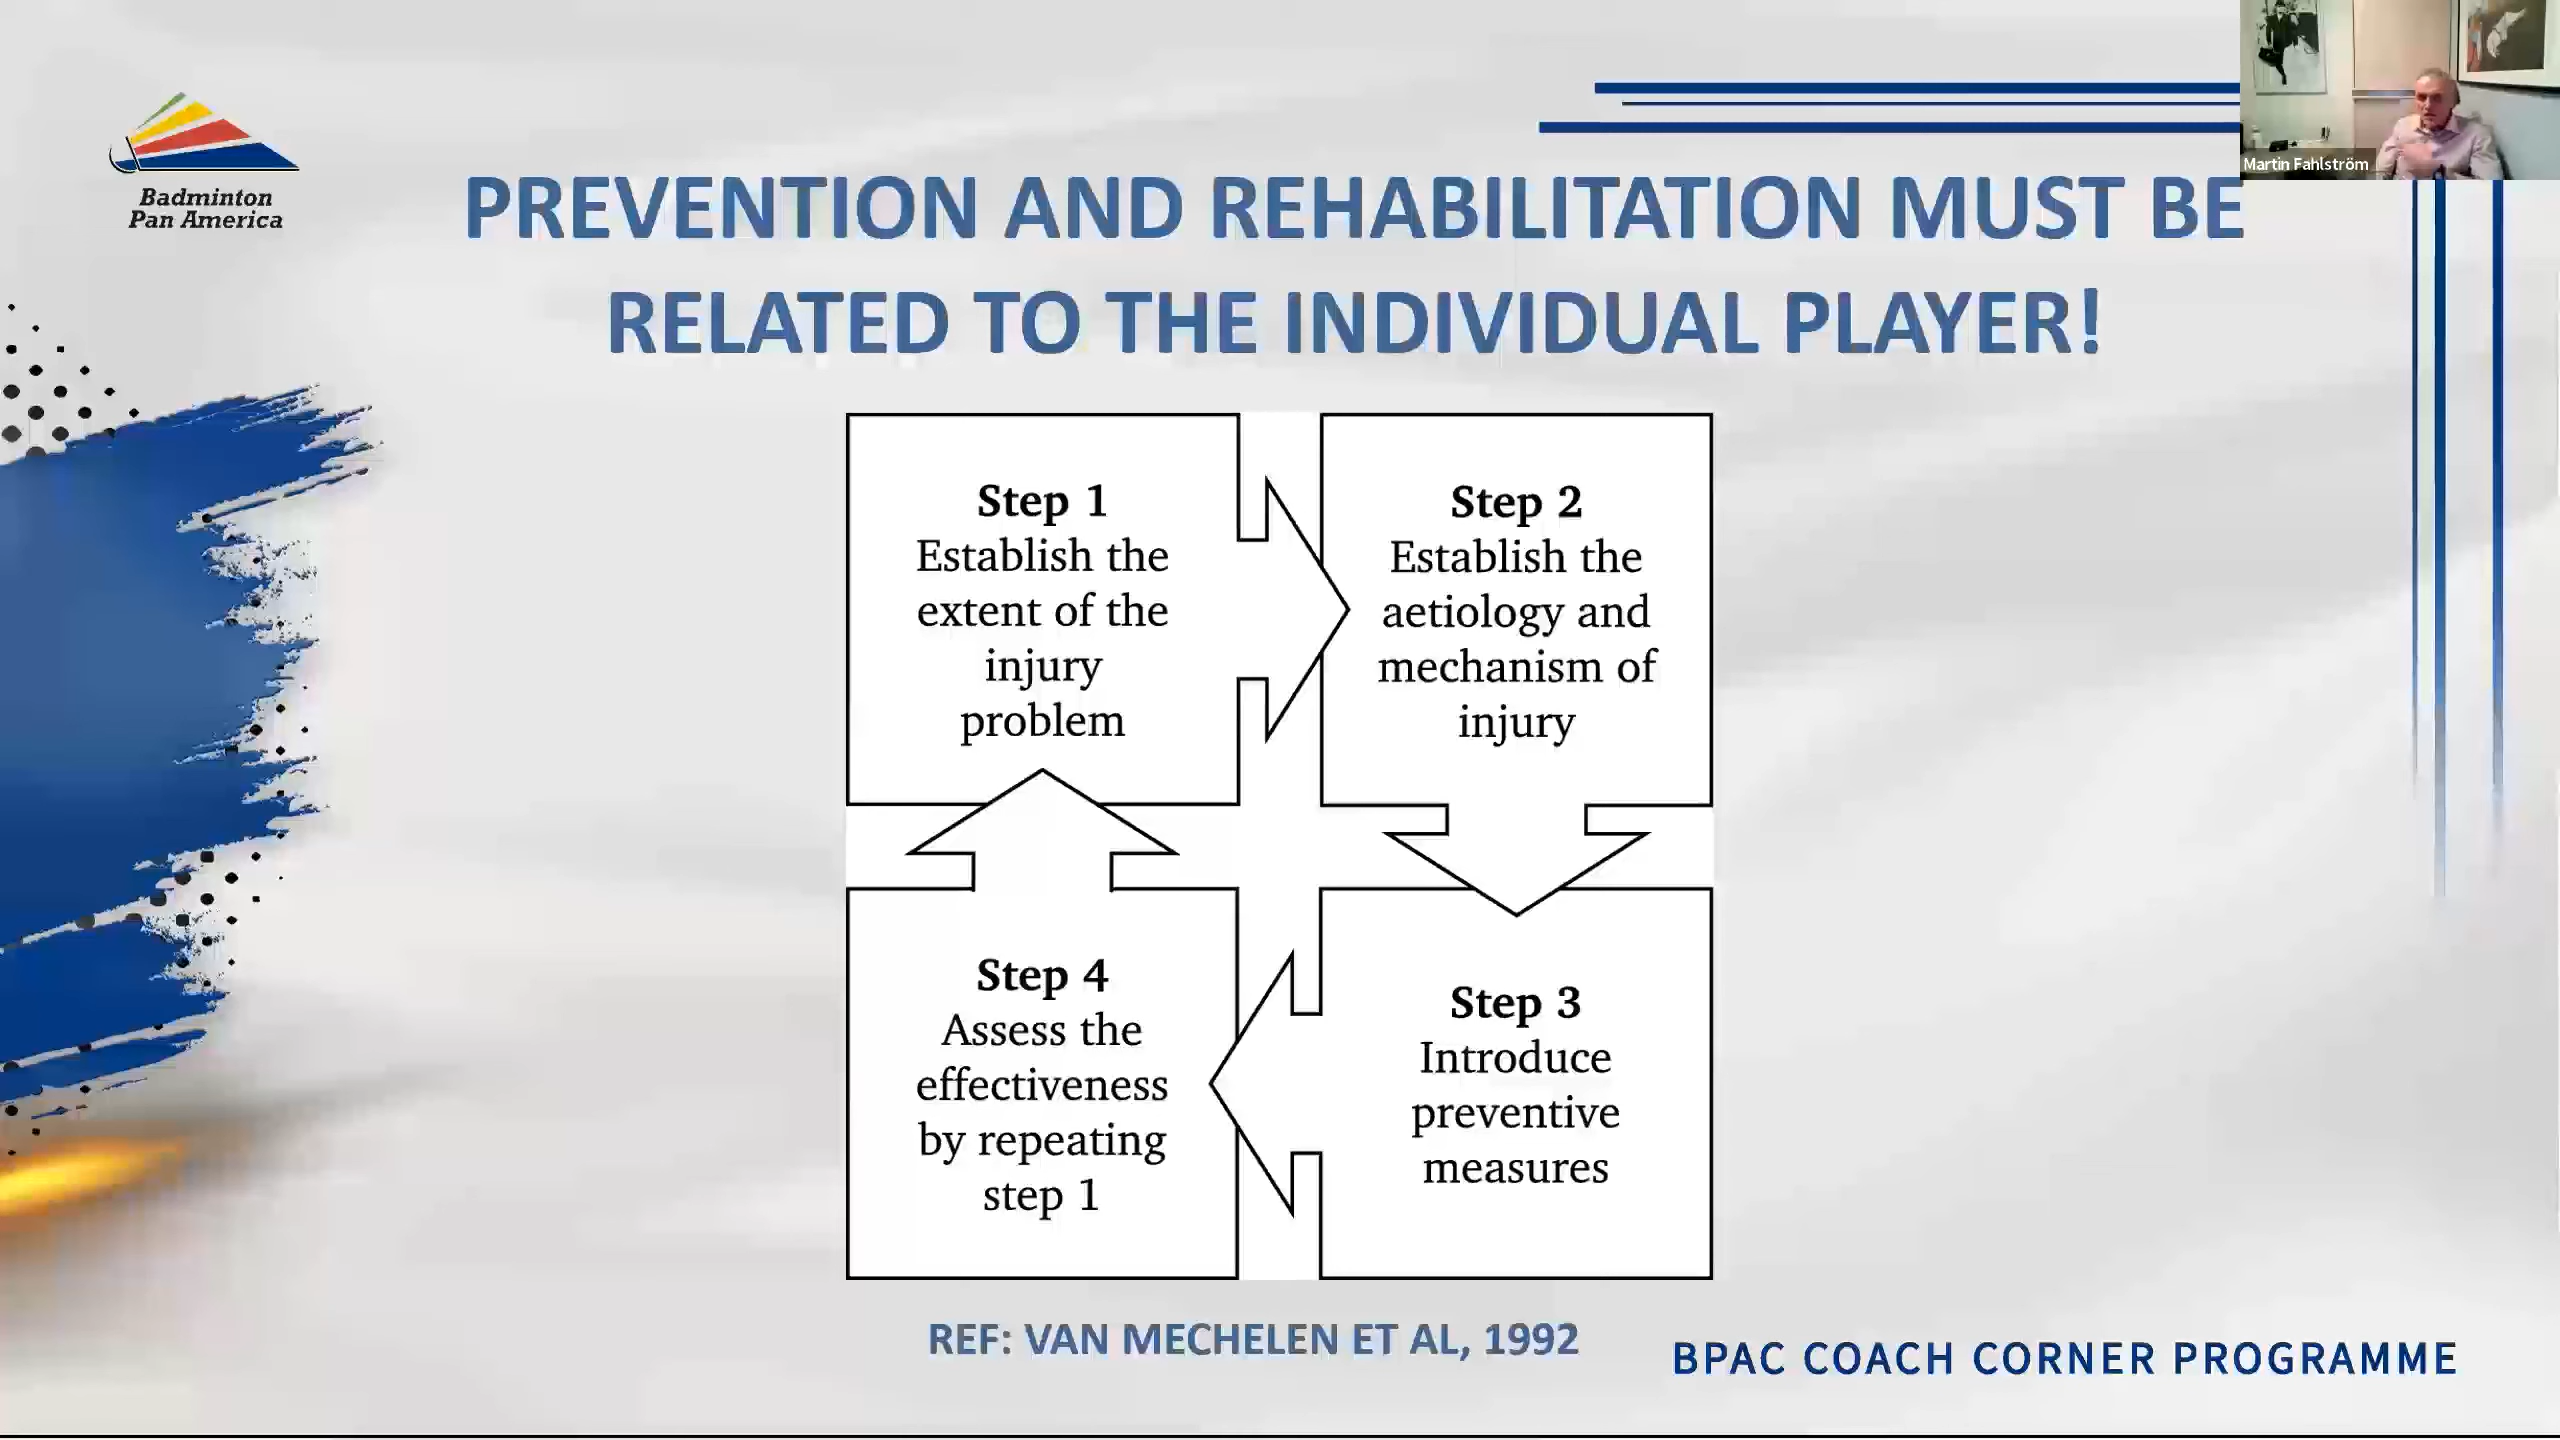 Martin Fahlström
Badminton
Pan America
PREVENTION AND REHABILITATION MUST BE
RELATED TO THE INDIVIDUAL PLAYER!
Step 1
Establish the
extent of the
injury
problem
Step 2
Establish the
aetiology and
mechanism of
injury
Step 4
Assess the
effectiveness
by repeating
step 1
Step 3
Introduce
preventive
measures
REF: VAN MECHELEN ET AL, 1992
BPAC COACH CORNER PROGRAMME